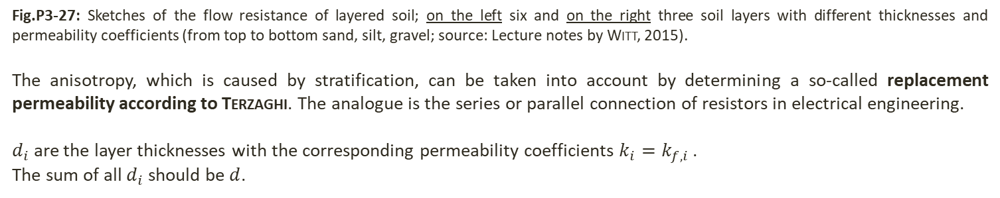 Fig.P3-27: Sketches of the flow resistance of layered soil; on the left six and on the right three soil layers with different thicknesses and
permeability coefficients (from top to bottom sand, silt, gravel; source: Lecture notes by WITT, 2015).
The anisotropy, which is caused by stratification, can be taken into account by determining a so-called replacement
permeability according to TERZAGHI. The analogue is the series or parallel connection of resistors in electrical engineering.
d_i are the layer thicknesses with the corresponding permeability coefficients k_i = k_{f,i} .
The sum of all d_i should be d.